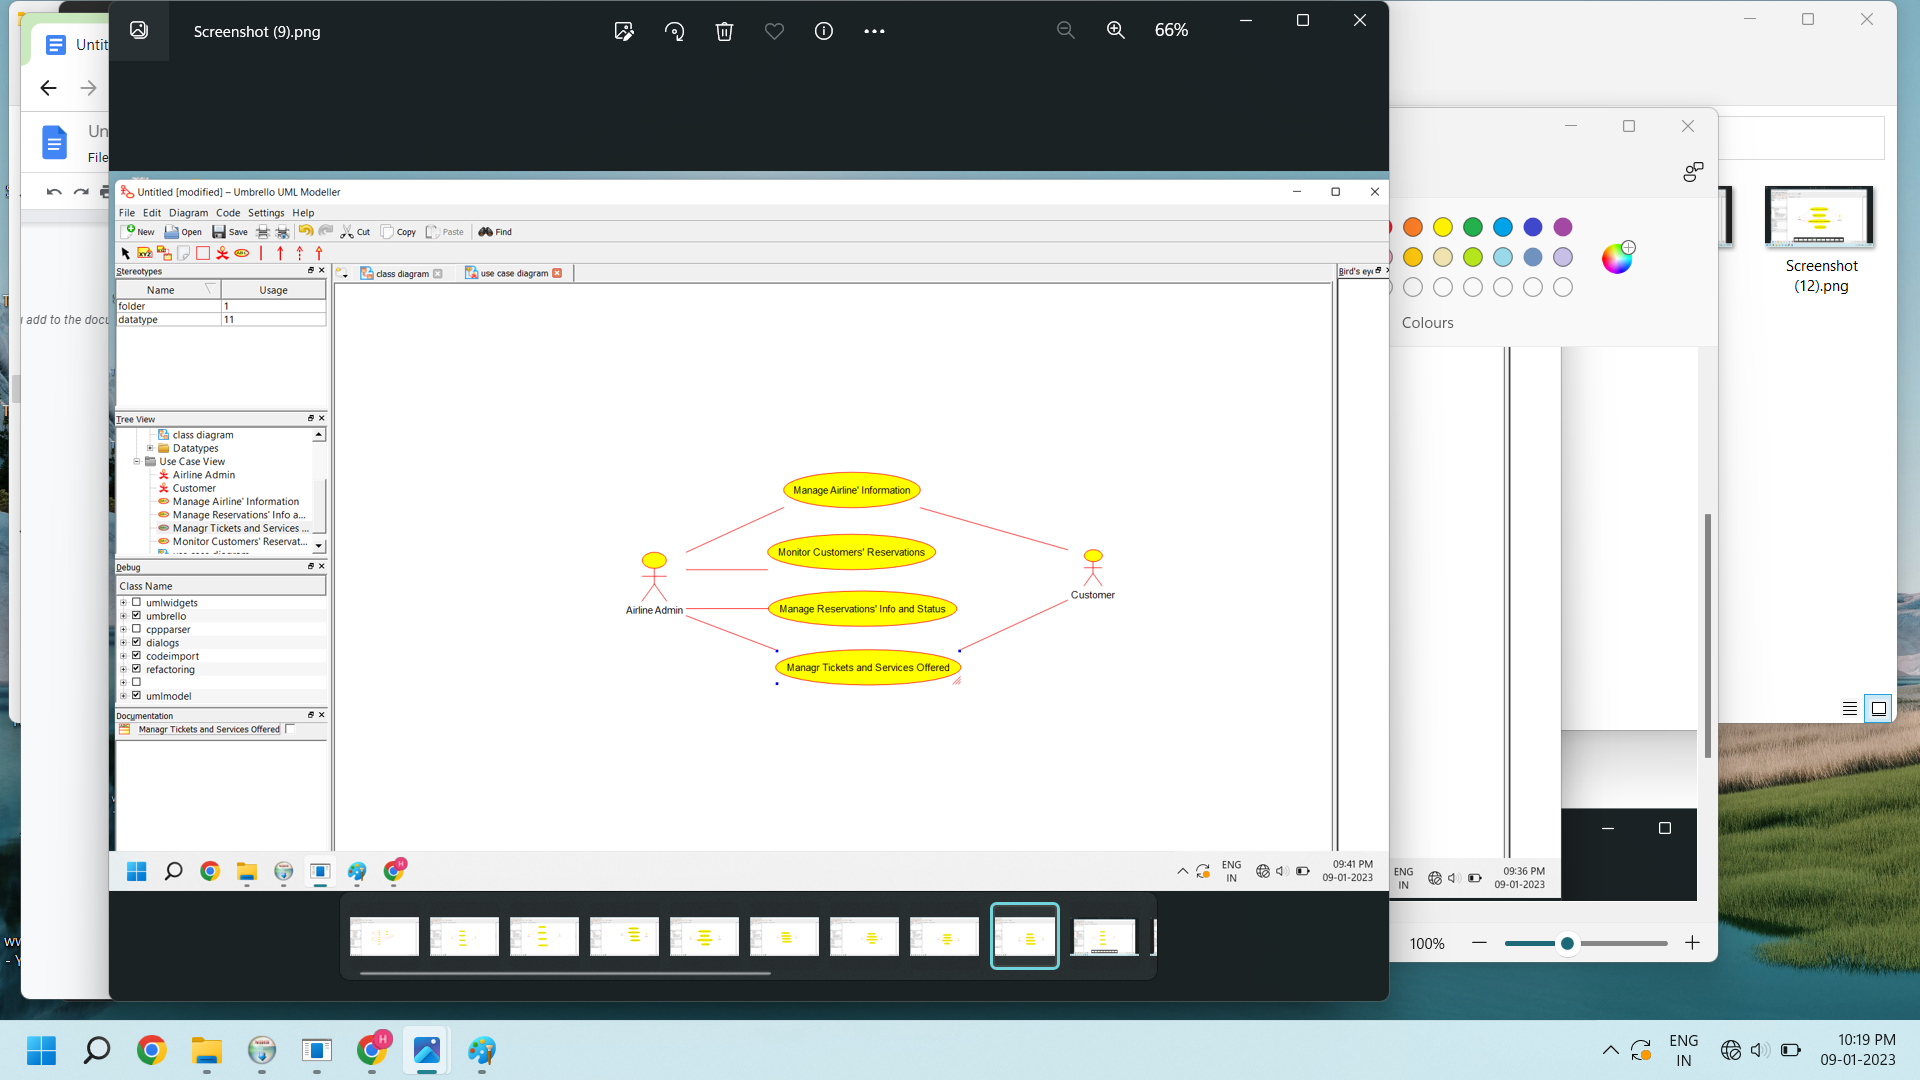 Screenshot (9).png
66%
Untit
Un
File
add to the docu
Untitled [modified] – Umbrello UML Modeller
File Edit Diagram Code Settings Help
New Open Save Cut Copy Paste Find
Stereotypes
Name Usage
folder 1
datatype 11
class diagram
use case diagram
Bird's eye
Tree View
class diagram
Datatypes
Use Case View
Airline Admin
Customer
Manage Airline' Information
Manage Reservations' Info a...
Managr Tickets and Services ...
Monitor Customers' Reservat...
use case diagram
Debug
Class Name
umlwidgets
umbrello
cppparser
dialogs
codeimport
refactoring
umlmodel
Documentation
Managr Tickets and Services Offered
Manage Airline' Information
Monitor Customers' Reservations
Manage Reservations' Info and Status
Managr Tickets and Services Offered
Airline Admin
Customer
ENG
IN
09:41 PM
09-01-2023
Colours
Screenshot
(12).png
ENG
IN
09:36 PM
09-01-2023
100%
ww
- Y
H
ENG
IN
10:19 PM
09-01-2023